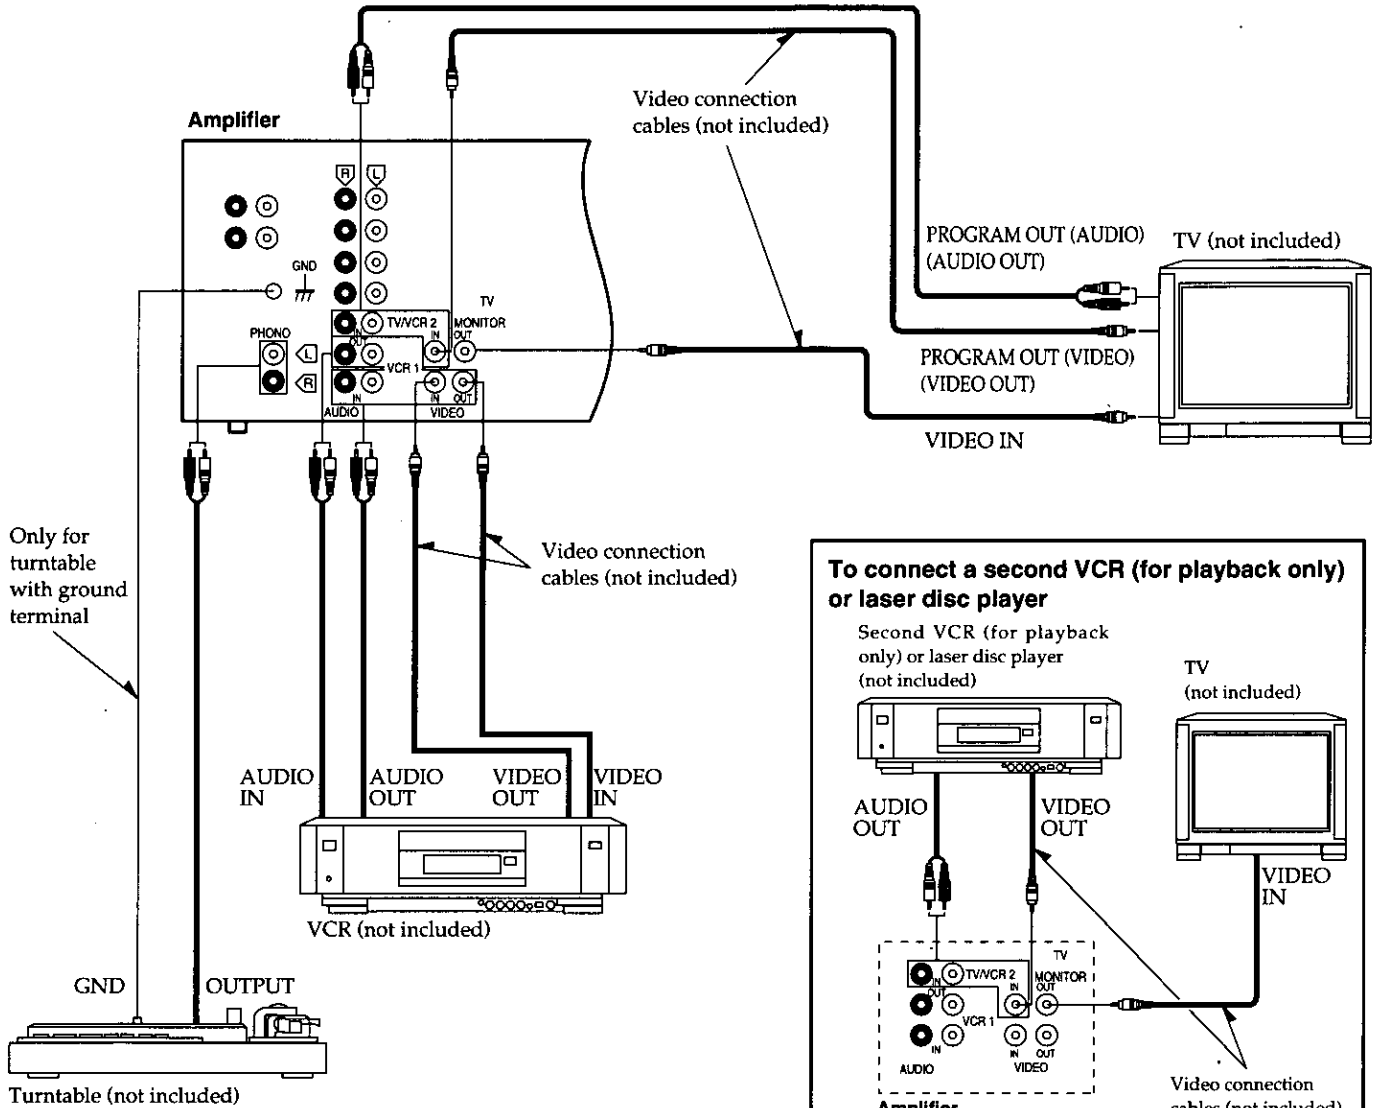 Video connection
cables (not included)
Amplifier
R L
PROGRAM OUT (AUDIO)
(AUDIO OUT)
TV (not included)
GND
TV
TV/VCR 2
MONITOR
IN
OUT
IN
OUT
PHONO
L
R
VCR 1
PROGRAM OUT (VIDEO)
(VIDEO OUT)
IN
IN
OUT
AUDIO
VIDEO
VIDEO IN
Only for
turntable
with ground
terminal
Video connection
cables (not included)
AUDIO
IN
AUDIO
OUT
VIDEO
OUT
VIDEO
IN
VCR (not included)
GND
OUTPUT
Turntable (not included)
To connect a second VCR (for playback only)
or laser disc player
Second VCR (for playback
only) or laser disc player
(not included)
TV
(not included)
AUDIO
OUT
VIDEO
OUT
VIDEO
IN
TV
TV/VCR 2
MONITOR
IN
OUT
IN
OUT
VCR 1
IN
IN
OUT
AUDIO
VIDEO
Amplifier
Video connection
cables (not included)